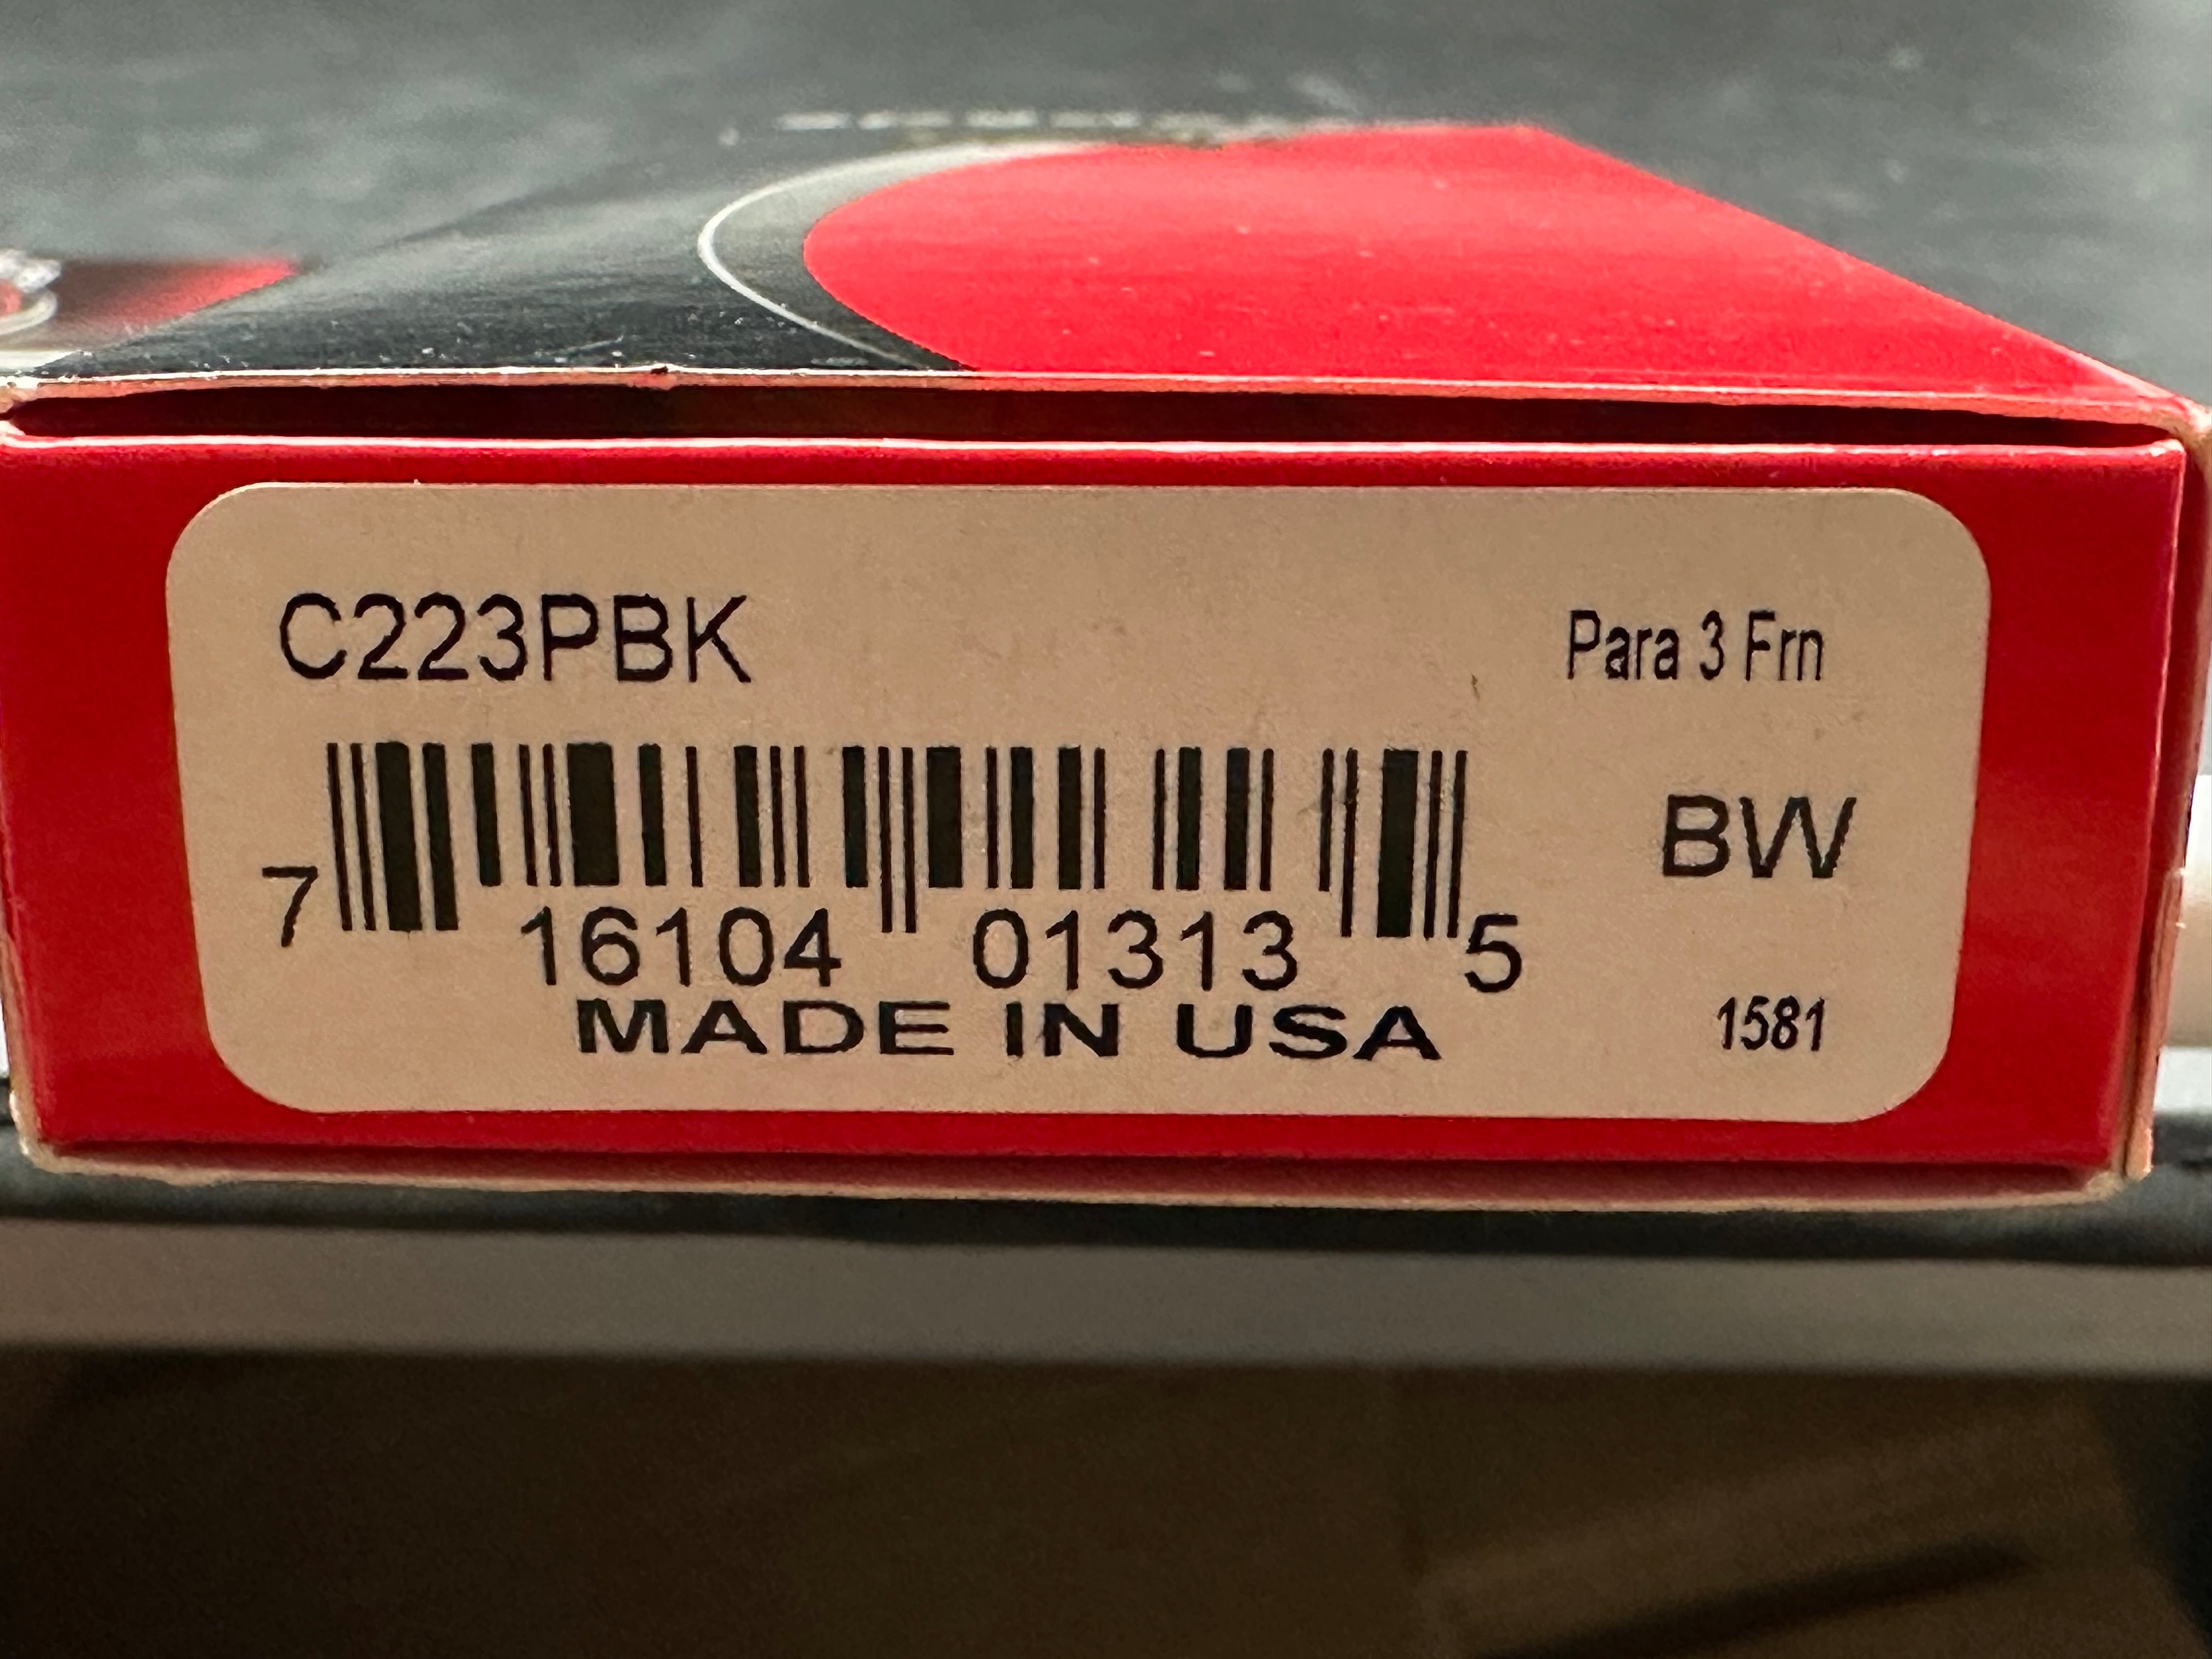 C223PBK
Para 3 Frn
BW
7 16104 01313 5
MADE IN USA
1581